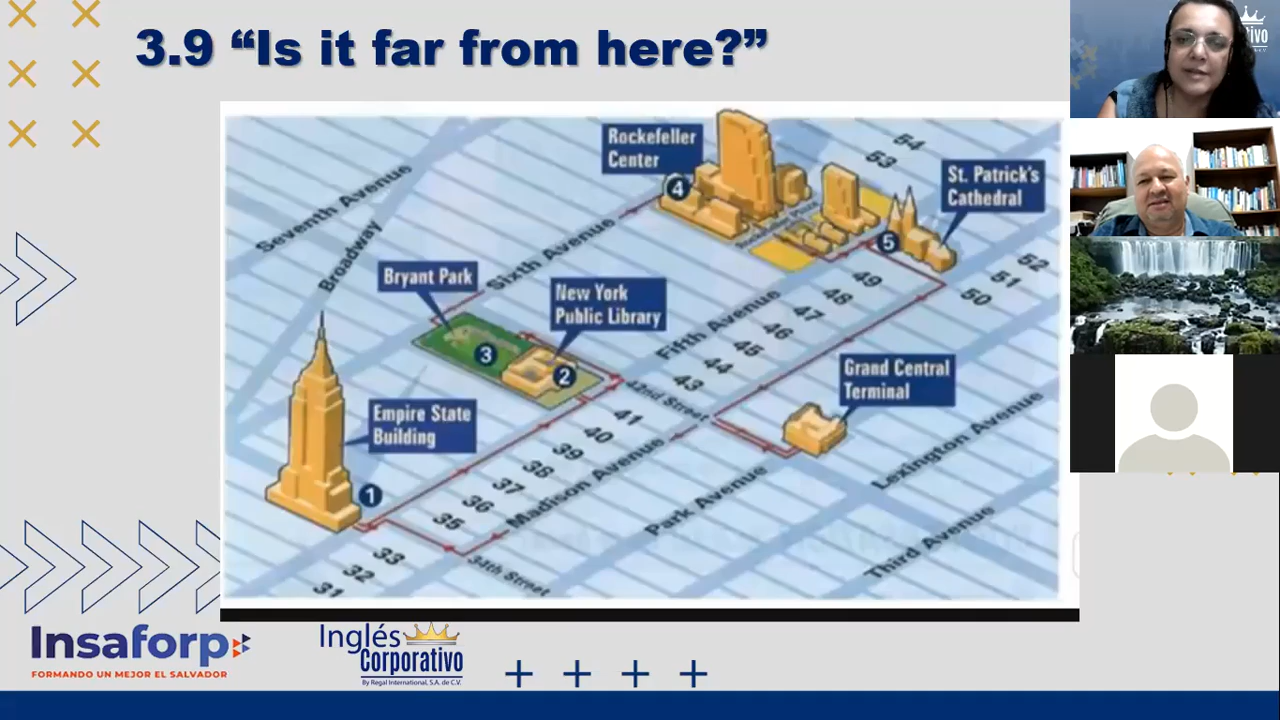 3.9 “Is it far from here?”
Rockefeller
Center
4
53
54
St. Patrick's
Cathedral
5
Seventh Avenue
Broadway
Sixth Avenue
Rockefeller Plaza
Bryant Park
New York
Public Library
3
2
Fifth Avenue
49
48
47
46
45
44
43
52
51
50
42nd Street
Grand Central
Terminal
Empire State
Building
1
41
40
39
38
37
36
35
Madison Avenue
Park Avenue
Lexington Avenue
Third Avenue
34th Street
33
32
31
Insaforp
FORMANDO UN MEJOR EL SALVADOR
Inglés
Corporativo
By Regal International, S.A. de C.V.